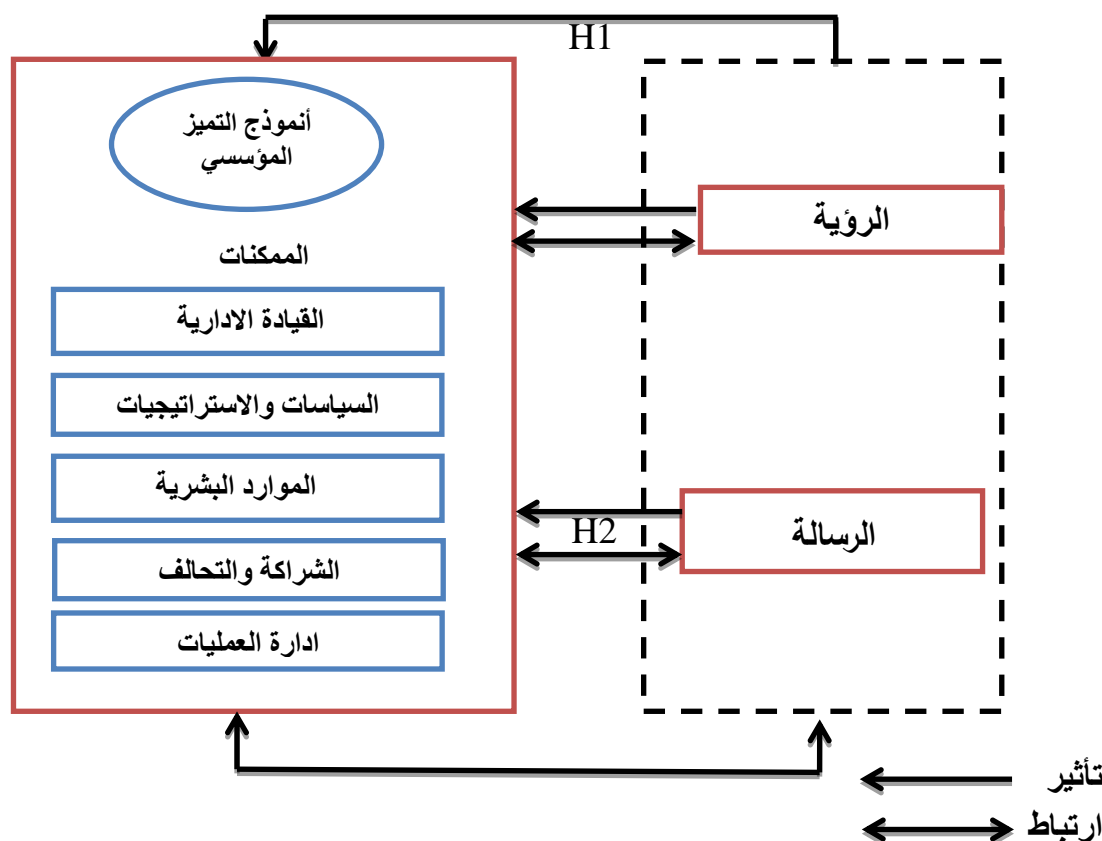 H1
أنموذج التميز
المؤسسي
الرؤية
الممكنات
القيادة الادارية
السياسات والاستراتيجيات
الموارد البشرية
H2
الرسالة
الشراكة والتحالف
ادارة العمليات
تأثير
ارتباط